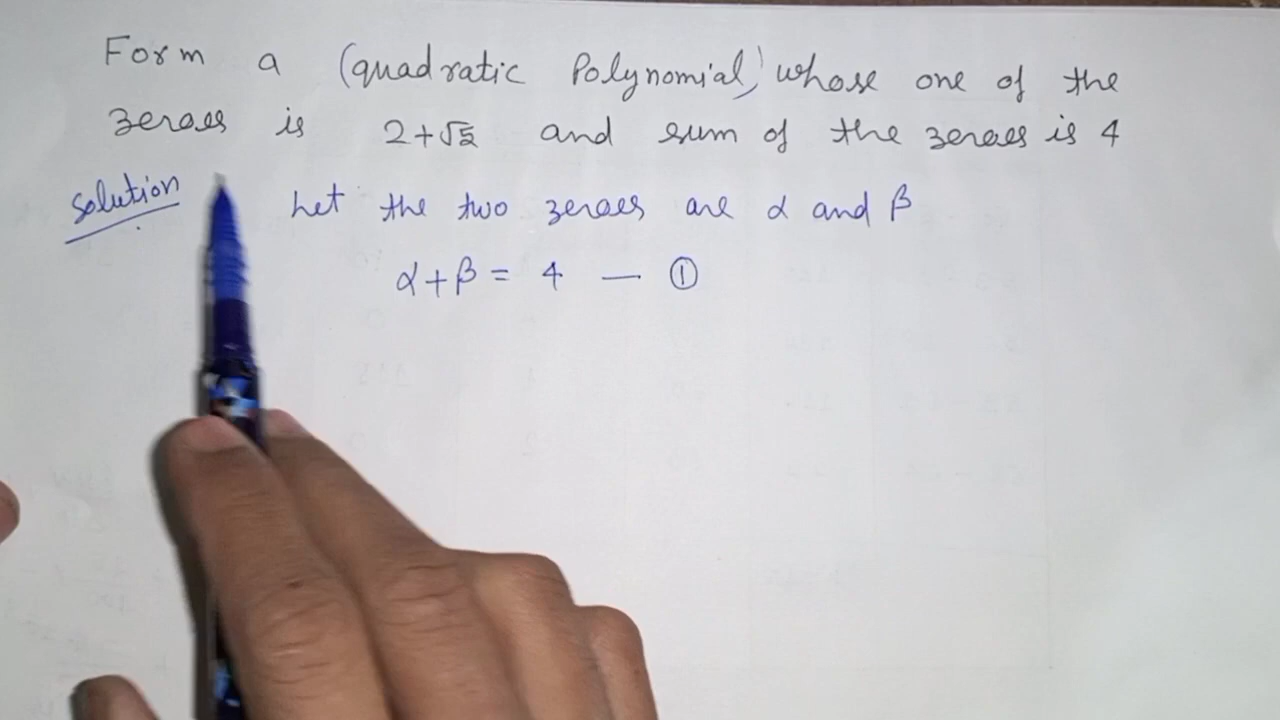 Form a (quadratic Polynomial) whose one of the
zeroes is 2+√5 and sum of the zeroes is 4
Solution Let the two zeroes are α and β
α+β = 4 — ①